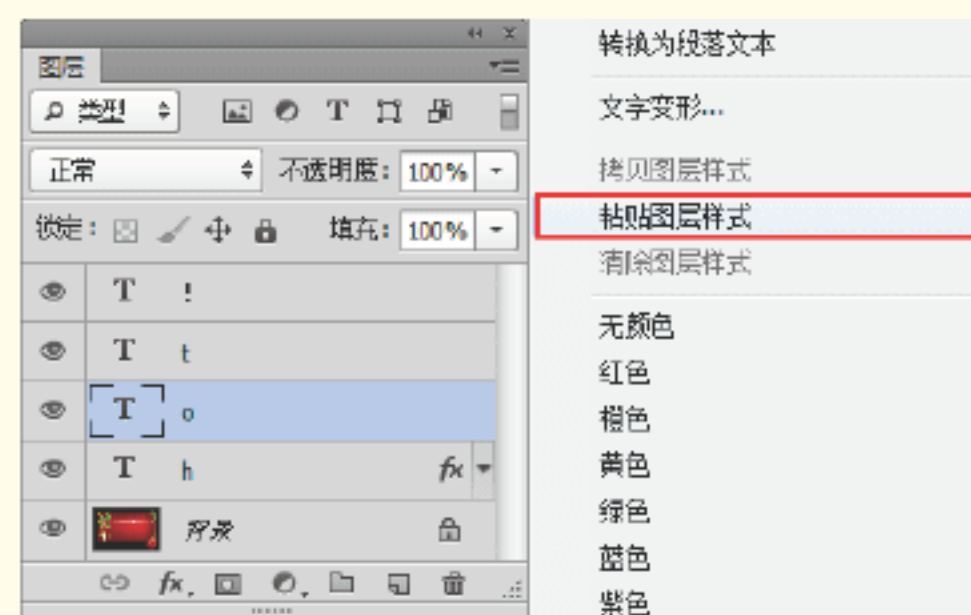 图层
类型
正常 不透明度: 100%
锁定: 填充: 100%
T !
T t
T o
T h fx
背景
fx
转换为段落文本
文字变形...
拷贝图层样式
粘贴图层样式
清除图层样式
无颜色
红色
橙色
黄色
绿色
蓝色
紫色